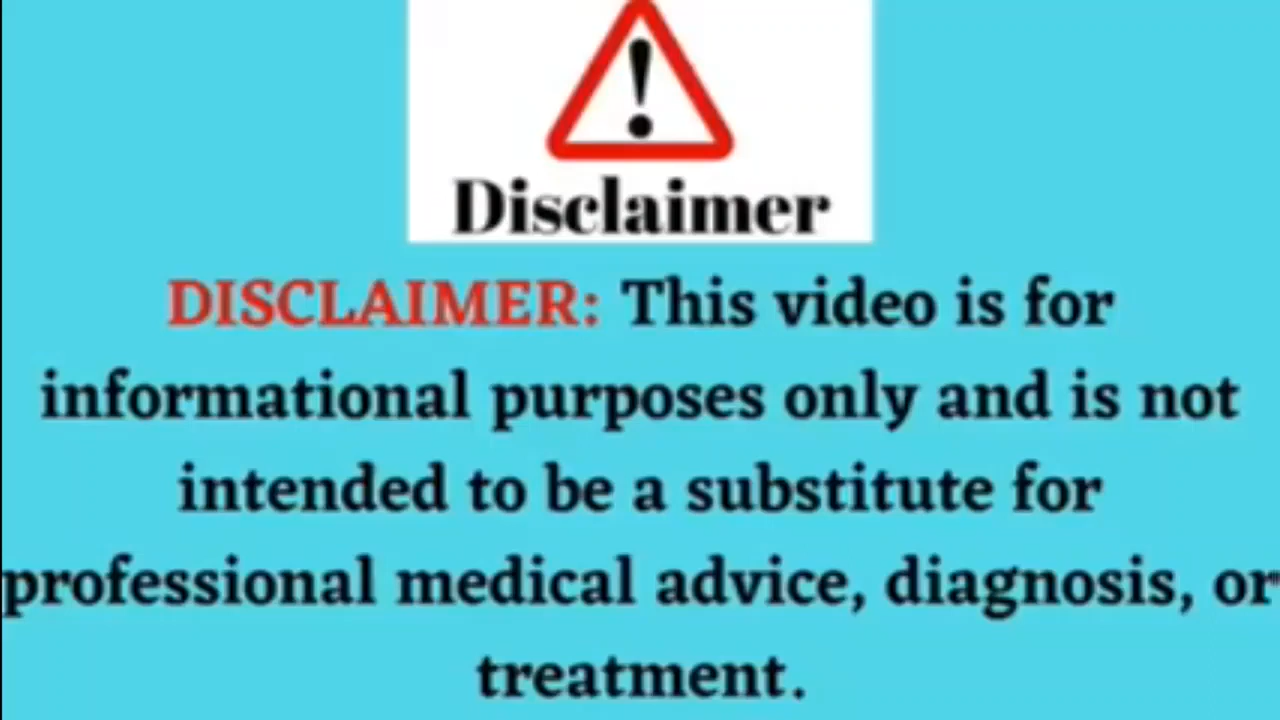 Disclaimer
DISCLAIMER: This video is for
informational purposes only and is not
intended to be a substitute for
professional medical advice, diagnosis, or
treatment.